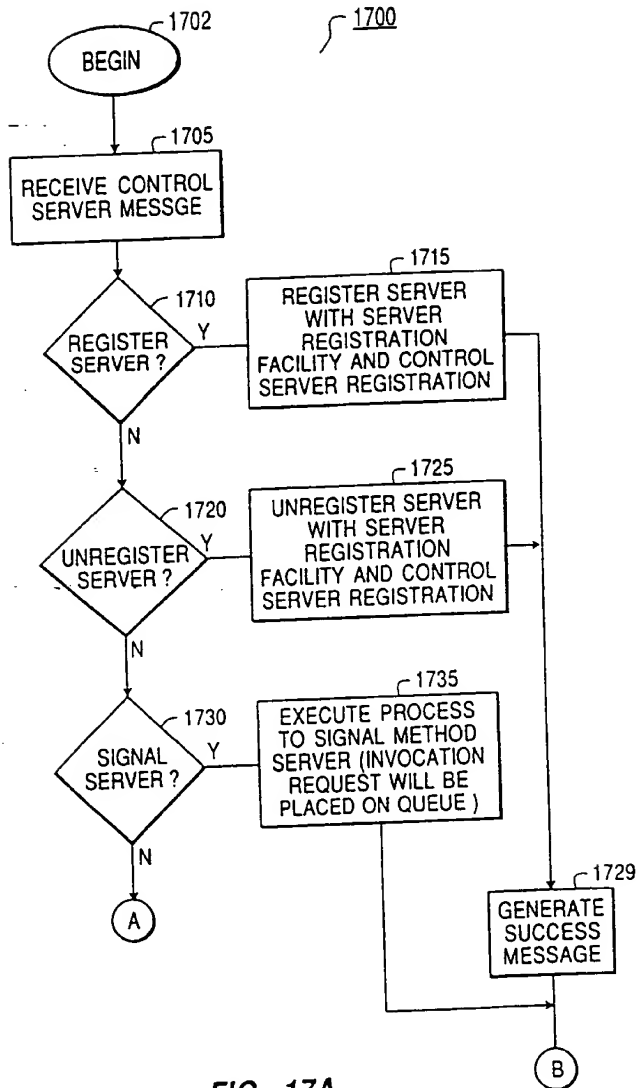 1700
1702
BEGIN
1705
RECEIVE CONTROL
SERVER MESSGE
1710
REGISTER
SERVER ?
Y
N
1715
REGISTER SERVER
WITH SERVER
REGISTRATION
FACILITY AND CONTROL
SERVER REGISTRATION
1720
UNREGISTER
SERVER ?
Y
N
1725
UNREGISTER SERVER
WITH SERVER
REGISTRATION
FACILITY AND CONTROL
SERVER REGISTRATION
1730
SIGNAL
SERVER ?
Y
N
1735
EXECUTE PROCESS
TO SIGNAL METHOD
SERVER (INVOCATION
REQUEST WILL BE
PLACED ON QUEUE )
A
1729
GENERATE
SUCCESS
MESSAGE
B
FIG. 17A